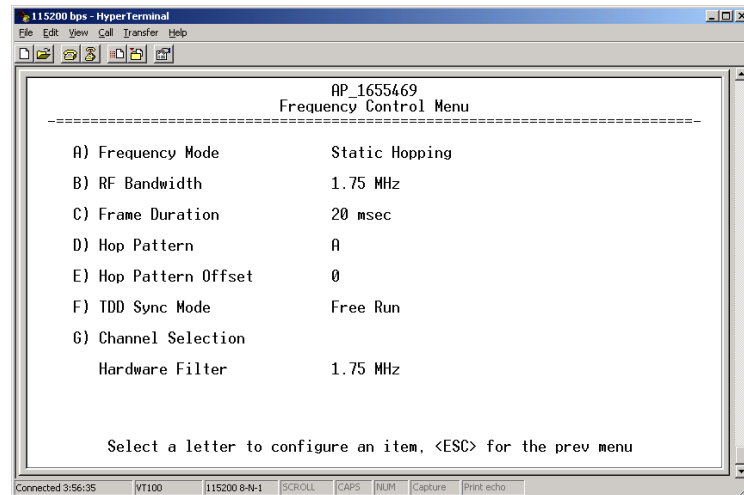 115200 bps - HyperTerminal
File Edit View Call Transfer Help
AP_1655469
Frequency Control Menu
-==========================================================================-
A) Frequency Mode Static Hopping
B) RF Bandwidth 1.75 MHz
C) Frame Duration 20 msec
D) Hop Pattern A
E) Hop Pattern Offset 0
F) TDD Sync Mode Free Run
G) Channel Selection
Hardware Filter 1.75 MHz
Select a letter to configure an item, <ESC> for the prev menu
Connected 3:56:35 VT100 115200 8-N-1 SCROLL CAPS NUM Capture Print echo